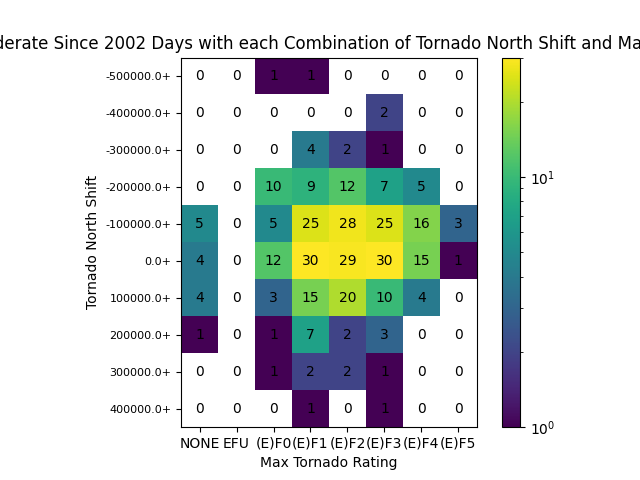 derate Since 2002 Days with each Combination of Tornado North Shift and Ma
-500000.0+ 0 0 1 1 0 0 0 0
-400000.0+ 0 0 0 0 0 2 0 0
-300000.0+ 0 0 0 4 2 1 0 0
-200000.0+ 0 0 10 9 12 7 5 0
-100000.0+ 5 0 5 25 28 25 16 3
0.0+ 4 0 12 30 29 30 15 1
100000.0+ 4 0 3 15 20 10 4 0
200000.0+ 1 0 1 7 2 3 0 0
300000.0+ 0 0 1 2 2 1 0 0
400000.0+ 0 0 0 1 0 1 0 0
NONE EFU (E)F0 (E)F1 (E)F2 (E)F3 (E)F4 (E)F5
Max Tornado Rating
Tornado North Shift
10¹
10⁰